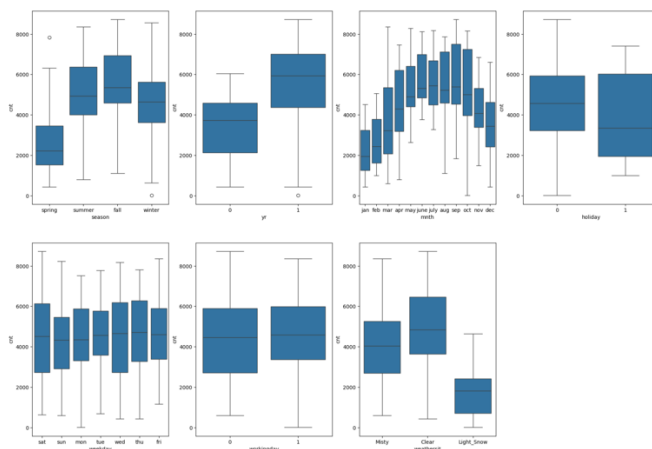 8000
6000
4000
2000
0
cnt
spring summer fall winter
season
8000
6000
4000
2000
0
cnt
0 1
yr
8000
6000
4000
2000
0
cnt
jan feb mar apr may june july aug sep oct nov dec
mnth
8000
6000
4000
2000
0
cnt
0 1
holiday
8000
6000
4000
2000
0
cnt
sat sun mon tue wed thu fri
8000
6000
4000
2000
0
cnt
0 1
8000
6000
4000
2000
0
cnt
Misty Clear Light_Snow